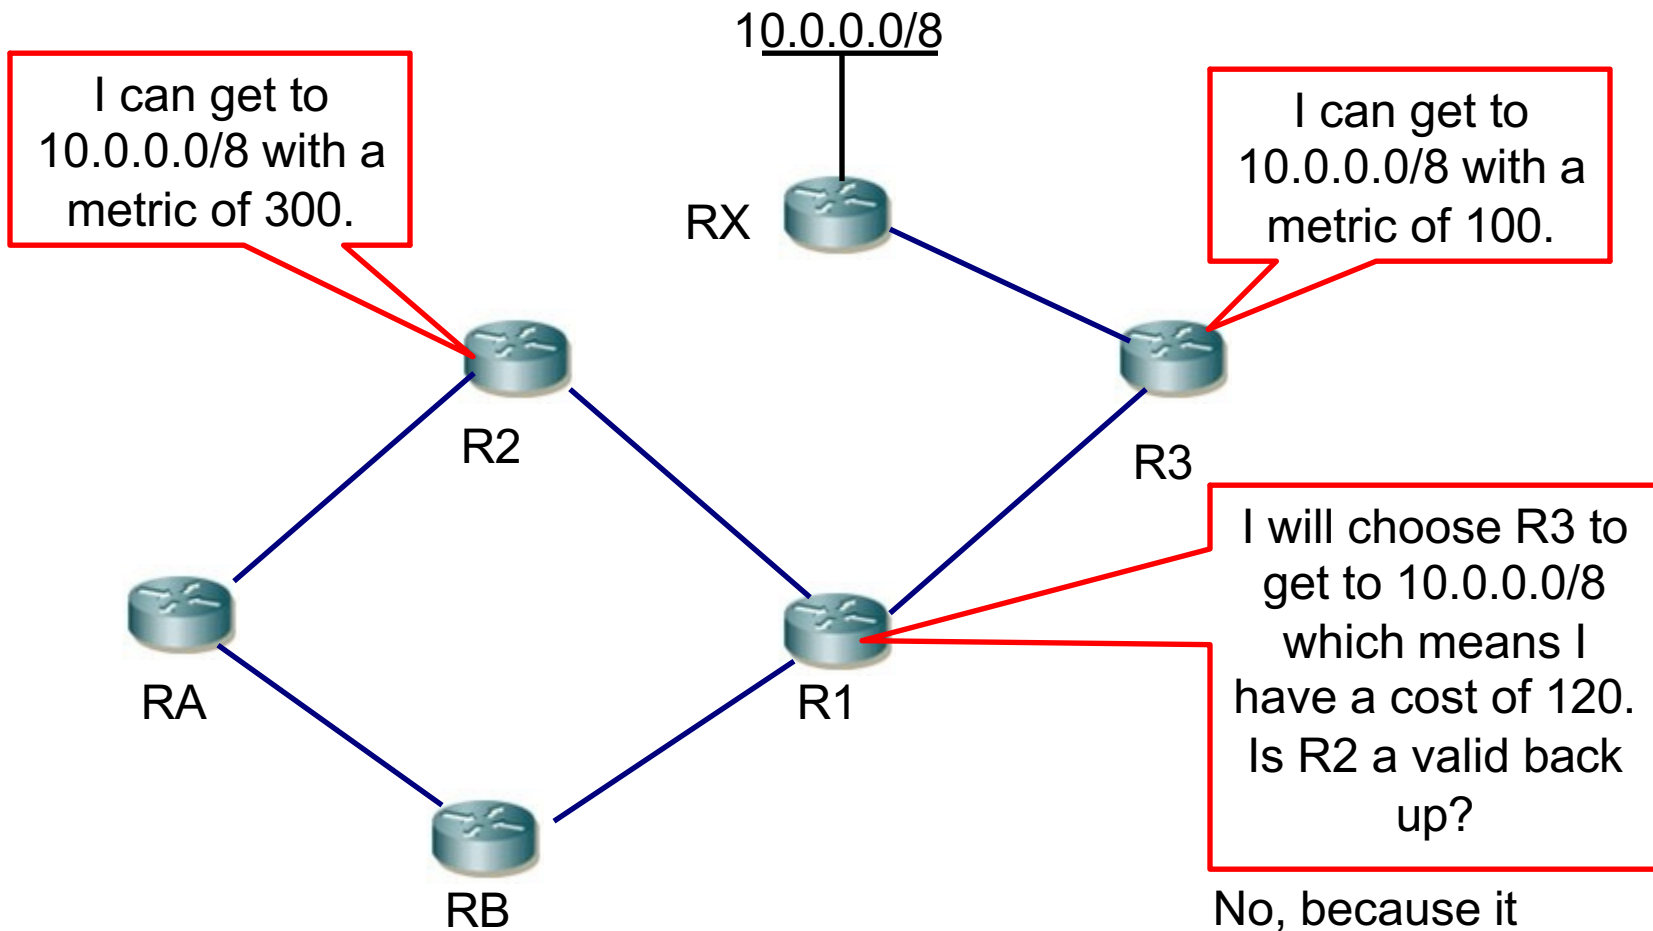 10.0.0.0/8
I can get to
10.0.0.0/8 with a
metric of 300.
I can get to
10.0.0.0/8 with a
metric of 100.
RX
R2
R3
I will choose R3 to
get to 10.0.0.0/8
which means I
have a cost of 120.
Is R2 a valid back
up?
RA
R1
RB
No, because it